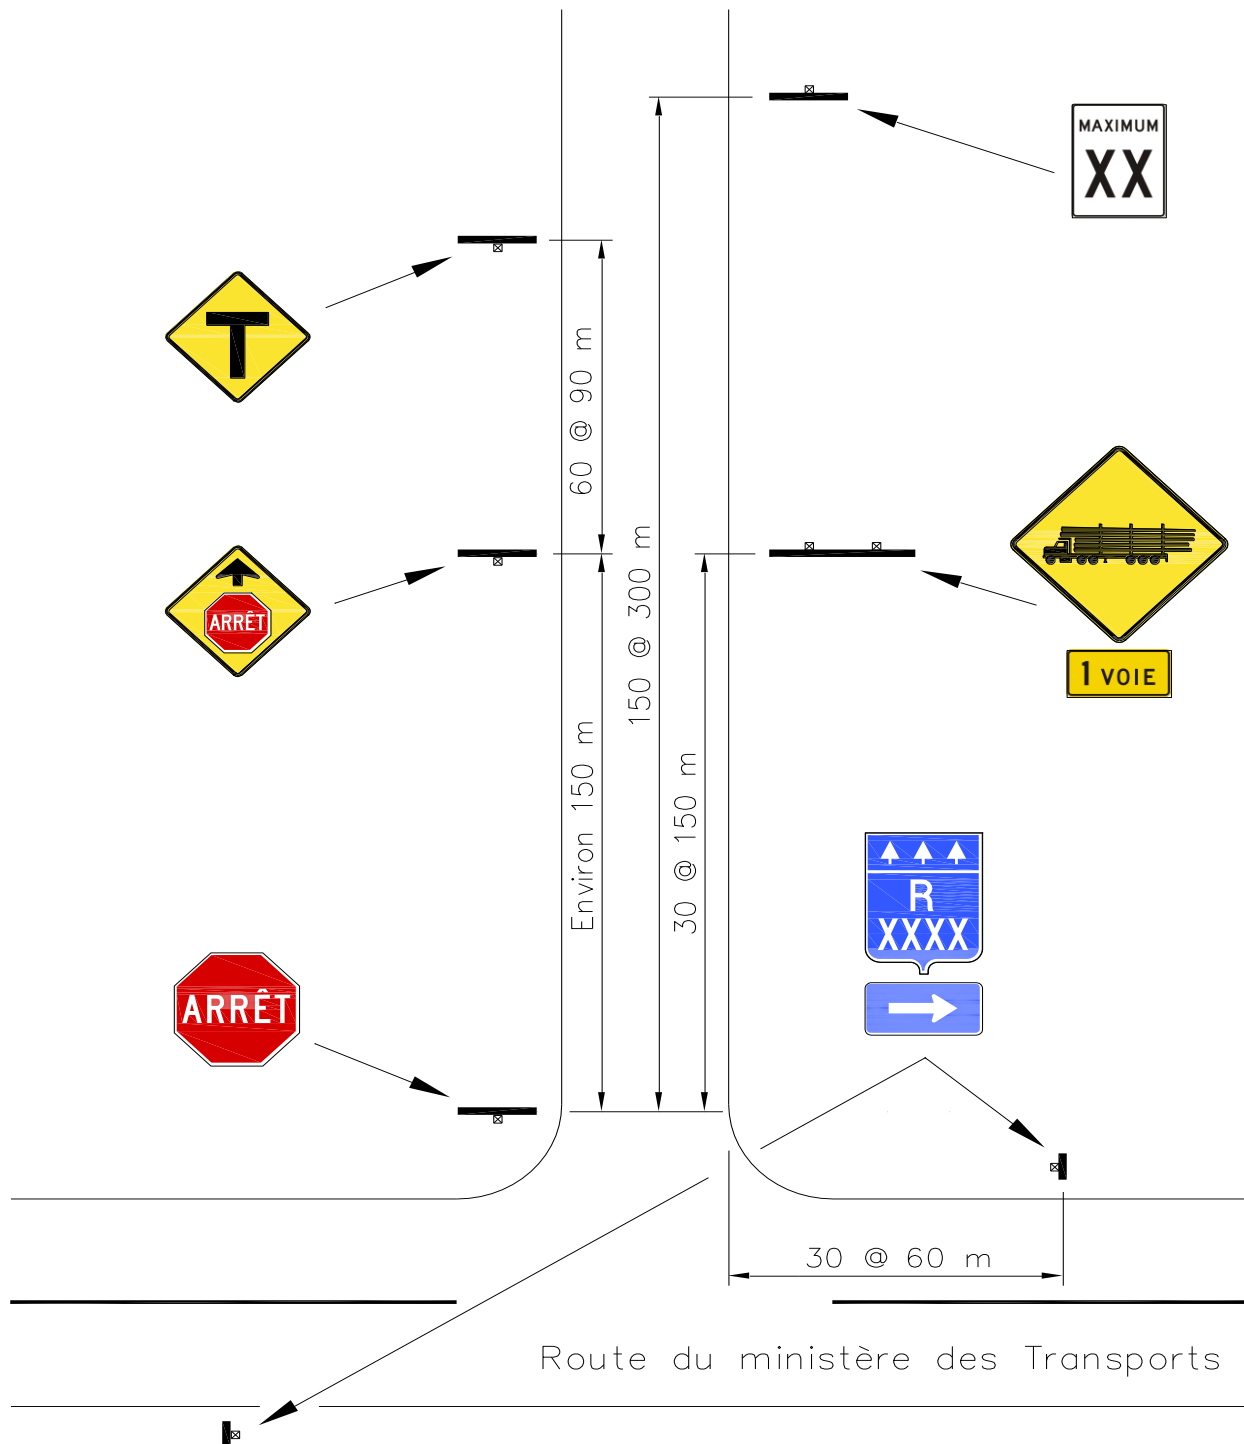 MAXIMUM
XX
60 @ 90 m
150 @ 300 m
ARRÊT
1 VOIE
Environ 150 m
30 @ 150 m
R
XXXX
ARRÊT
30 @ 60 m
Route du ministère des Transports